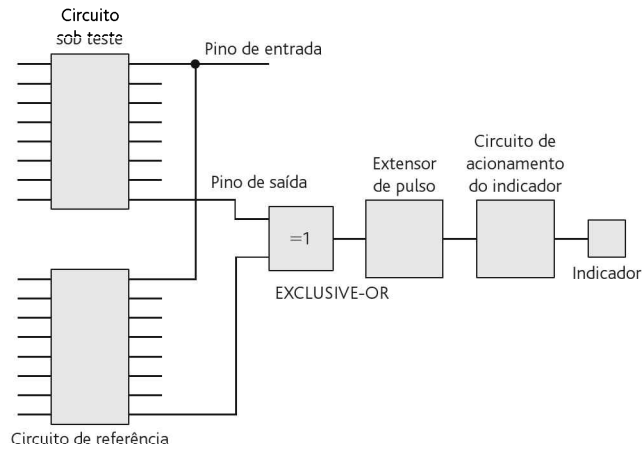 Circuito
sob teste
Pino de entrada
Circuito de
acionamento
do indicador
Extensor
de pulso
Pino de saída
=1
EXCLUSIVE-OR
Indicador
Circuito de referência